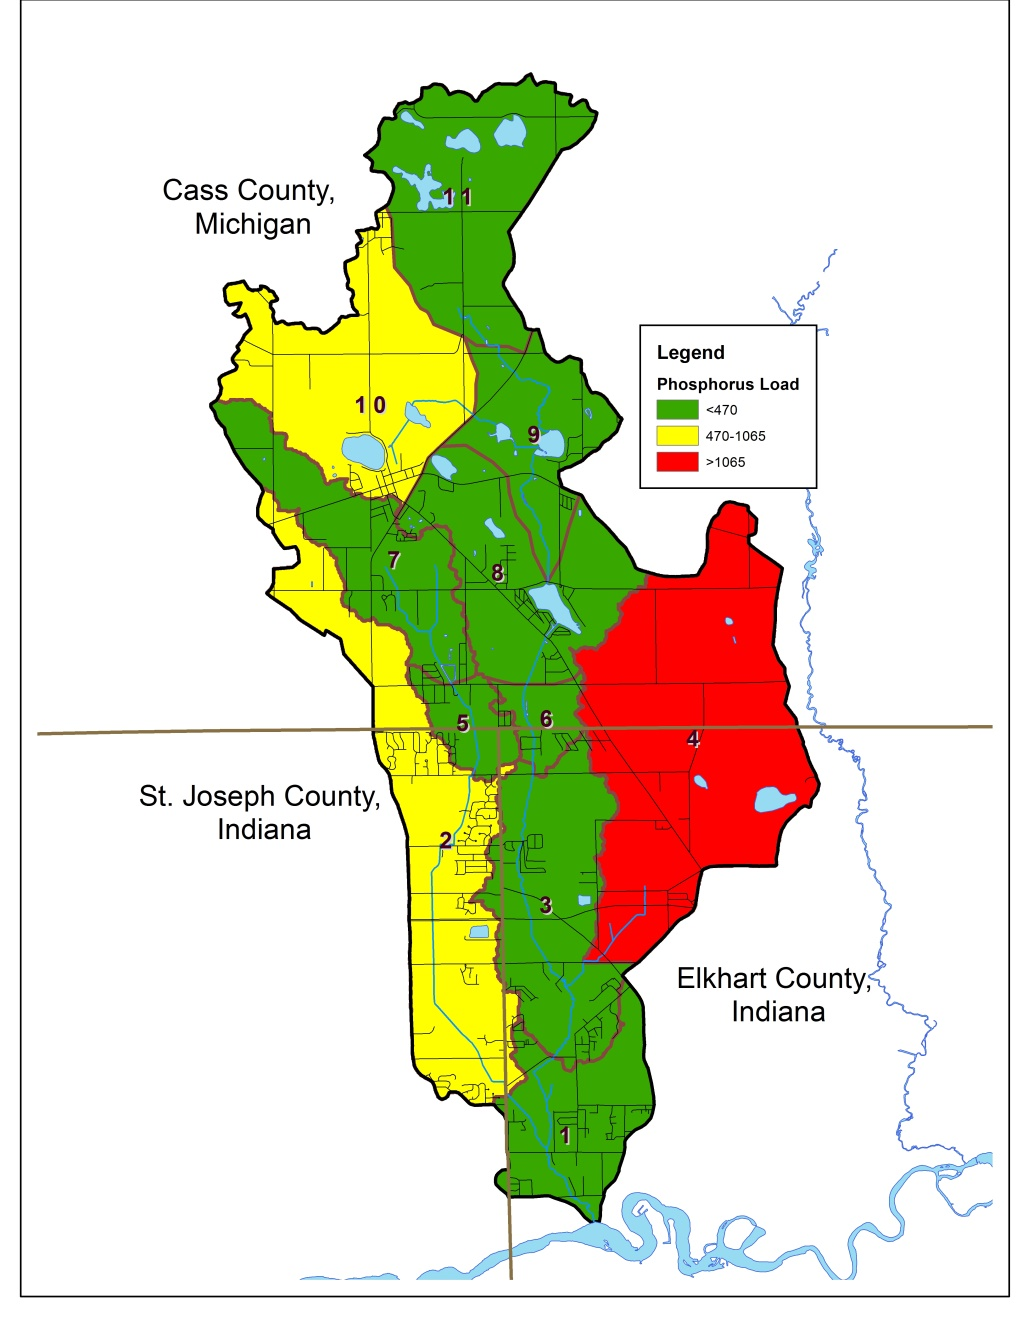 11
Cass County,
Michigan
Legend
Phosphorus Load
<470
470-1065
>1065
10
9
7
8
5
6
4
St. Joseph County,
Indiana
2
3
Elkhart County,
Indiana
1